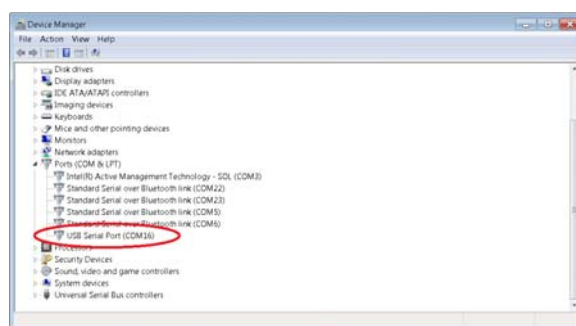 Device Manager
File Action View Help
Disk drives
Display adapters
IDE ATA/ATAPI controllers
Imaging devices
Keyboards
Mice and other pointing devices
Monitors
Network adapters
Ports (COM & LPT)
Intel(R) Active Management Technology - SOL (COM3)
Standard Serial over Bluetooth link (COM22)
Standard Serial over Bluetooth link (COM23)
Standard Serial over Bluetooth link (COM5)
Standard Serial over Bluetooth link (COM6)
USB Serial Port (COM16)
Processors
Security Devices
Sound, video and game controllers
System devices
Universal Serial Bus controllers